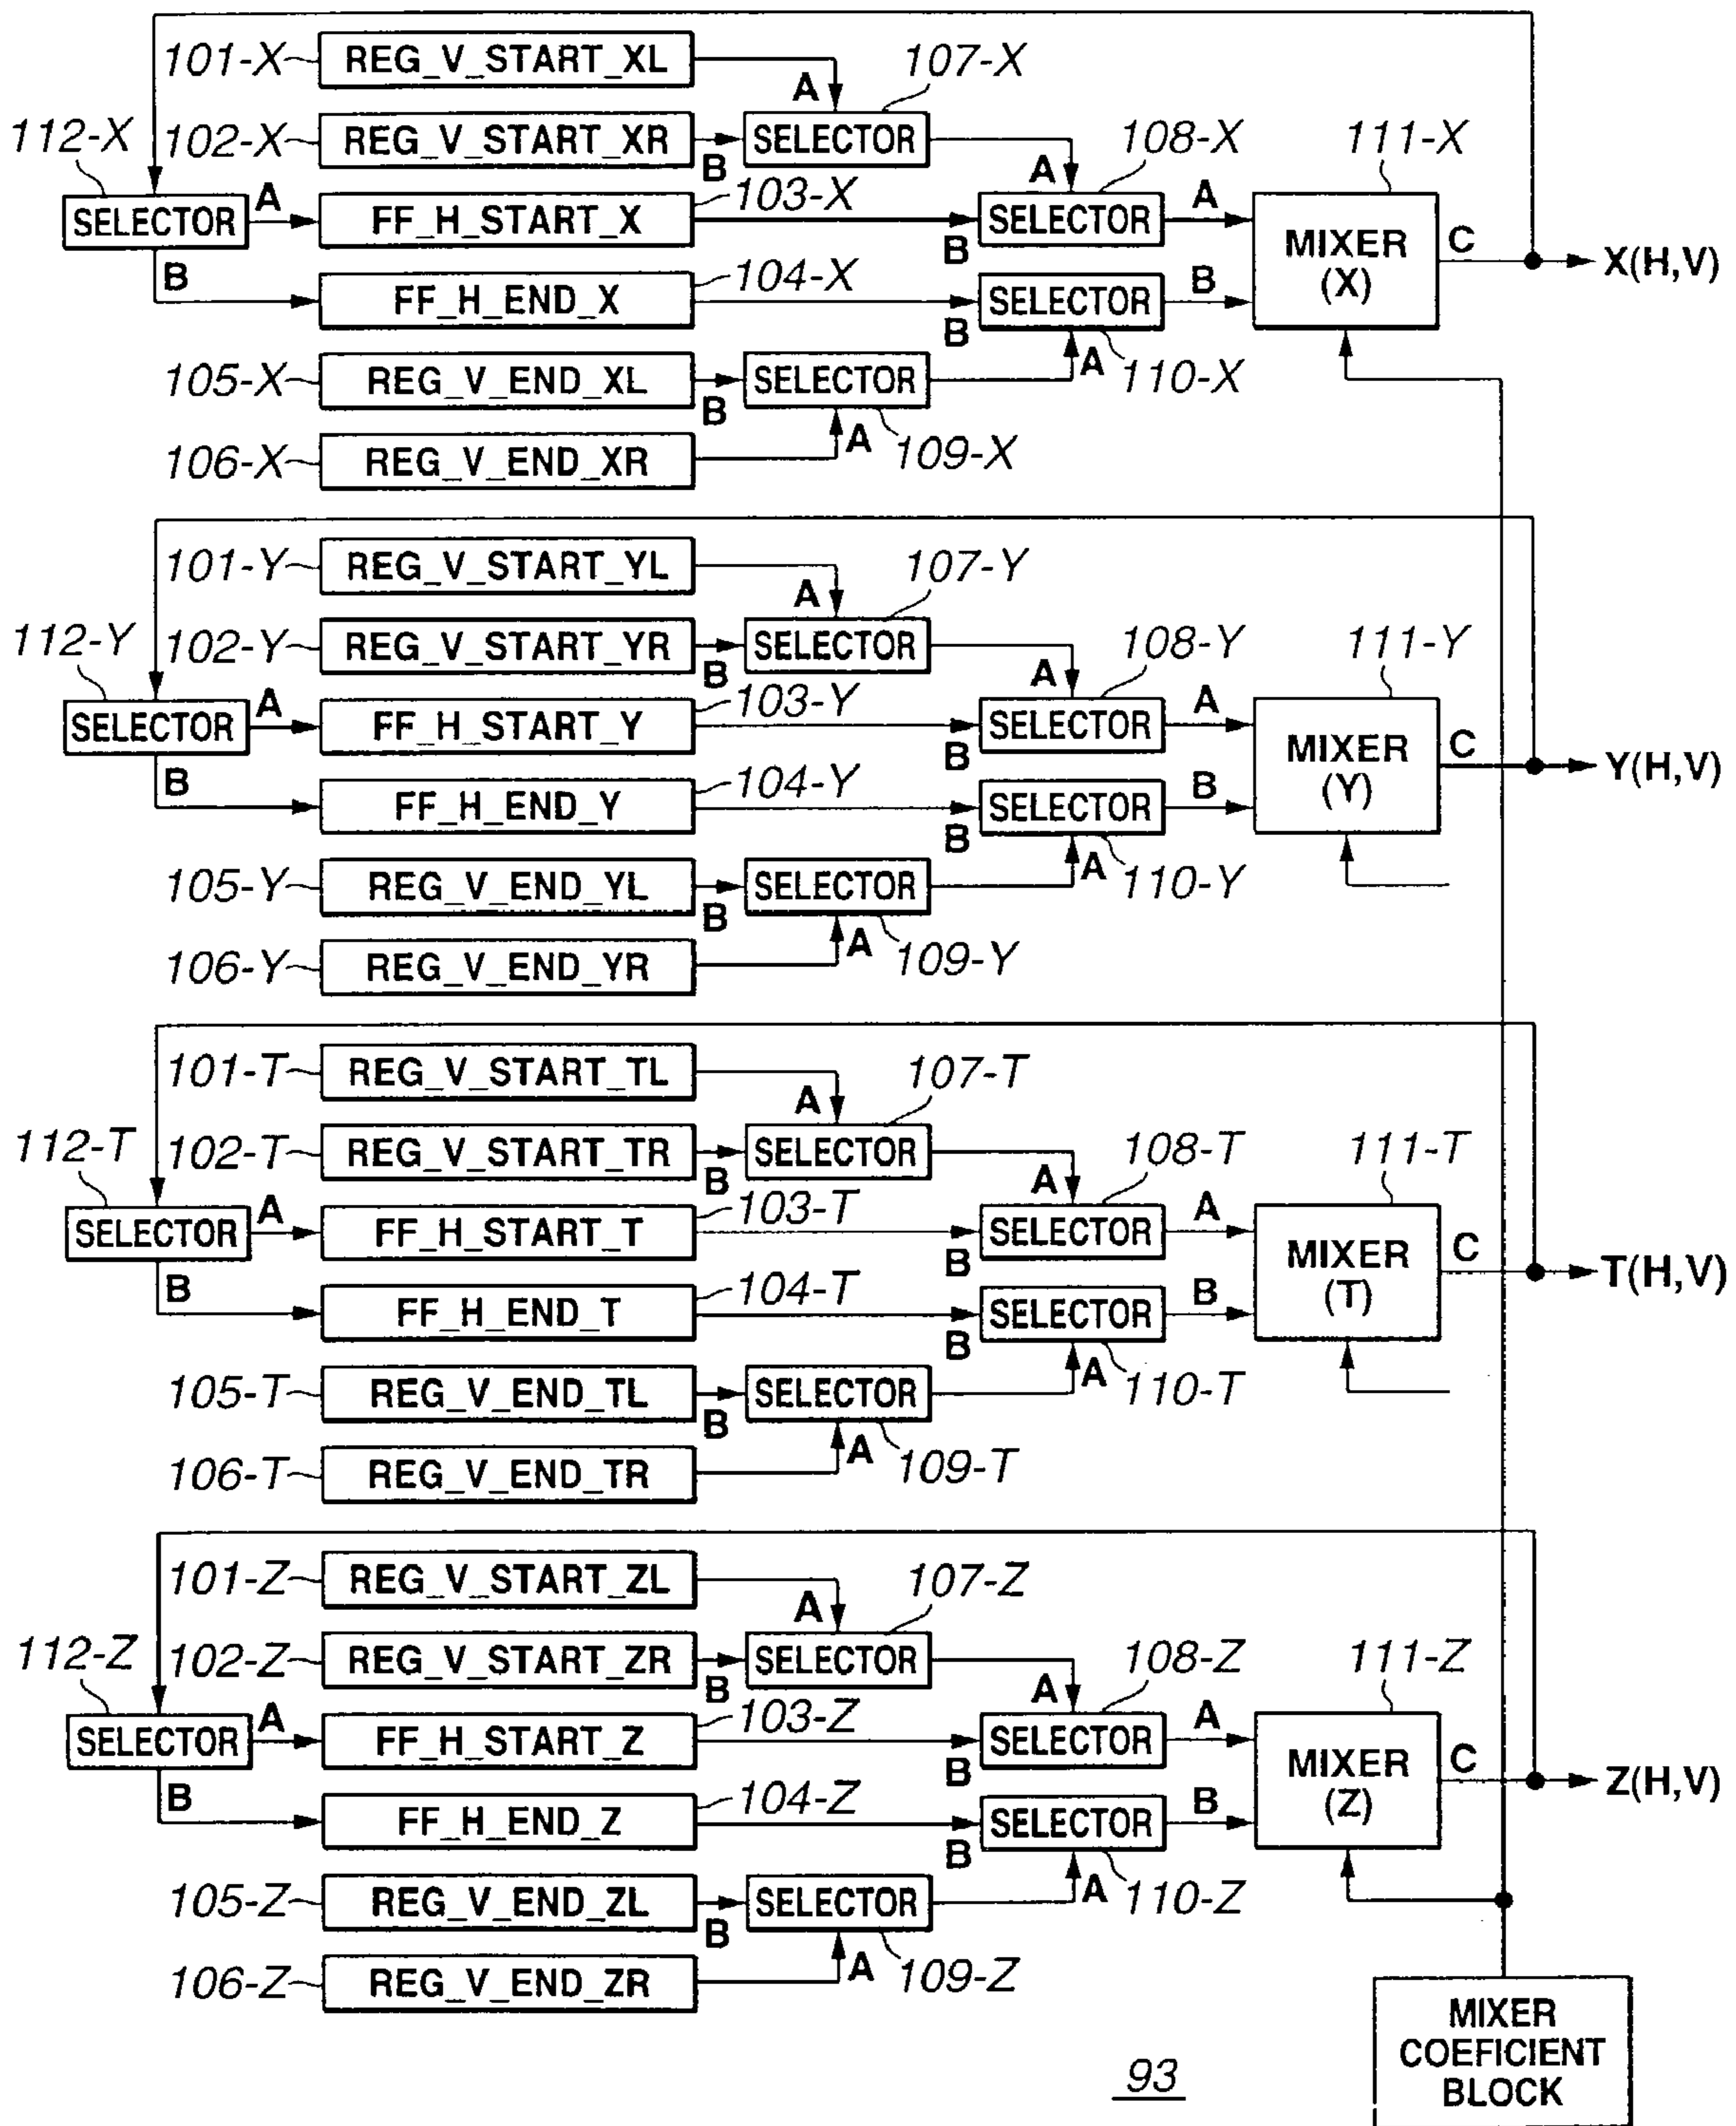 101-X
REG_V_START_XL
107-X
A
112-X
102-X
REG_V_START_XR
B
SELECTOR
108-X
111-X
SELECTOR
A
FF_H_START_X
103-X
A
B
SELECTOR
A
MIXER
(X)
C
X(H,V)
B
FF_H_END_X
104-X
B
SELECTOR
B
105-X
REG_V_END_XL
B
SELECTOR
A
110-X
106-X
REG_V_END_XR
A
109-X
101-Y
REG_V_START_YL
107-Y
A
112-Y
102-Y
REG_V_START_YR
B
SELECTOR
108-Y
111-Y
SELECTOR
A
FF_H_START_Y
103-Y
A
B
SELECTOR
A
MIXER
(Y)
C
Y(H,V)
B
FF_H_END_Y
104-Y
B
SELECTOR
B
105-Y
REG_V_END_YL
B
SELECTOR
A
110-Y
106-Y
REG_V_END_YR
A
109-Y
101-T
REG_V_START_TL
107-T
A
112-T
102-T
REG_V_START_TR
B
SELECTOR
108-T
111-T
SELECTOR
A
FF_H_START_T
103-T
A
B
SELECTOR
A
MIXER
(T)
C
T(H,V)
B
FF_H_END_T
104-T
B
SELECTOR
B
105-T
REG_V_END_TL
B
SELECTOR
A
110-T
106-T
REG_V_END_TR
A
109-T
101-Z
REG_V_START_ZL
107-Z
A
112-Z
102-Z
REG_V_START_ZR
B
SELECTOR
108-Z
111-Z
SELECTOR
A
FF_H_START_Z
103-Z
A
B
SELECTOR
A
MIXER
(Z)
C
Z(H,V)
B
FF_H_END_Z
104-Z
B
SELECTOR
B
105-Z
REG_V_END_ZL
B
SELECTOR
A
110-Z
106-Z
REG_V_END_ZR
A
109-Z
MIXER
COEFICIENT
BLOCK
93